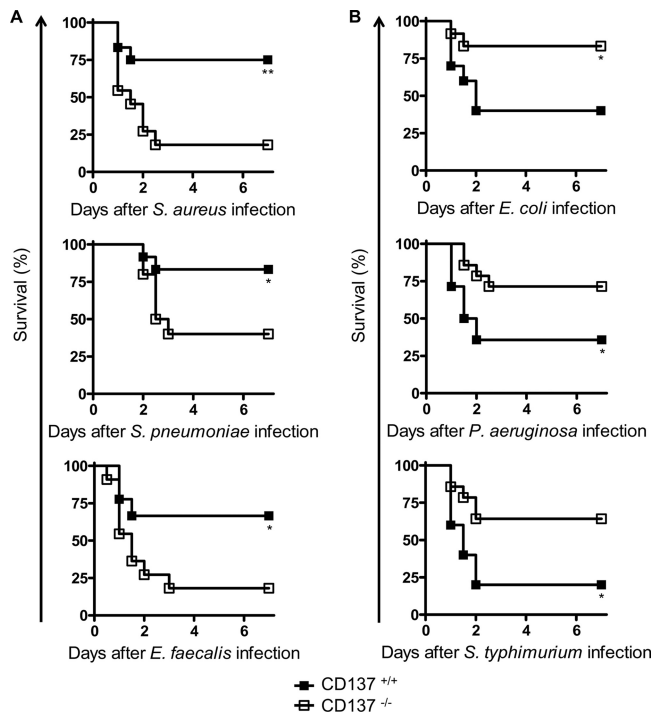 A
Survival (%)
100
75
50
25
0
0 2 4 6
**
Days after S. aureus infection
100
75
50
25
0
0 2 4 6
*
Days after S. pneumoniae infection
100
75
50
25
0
0 2 4 6
*
Days after E. faecalis infection
B
Survival (%)
100
75
50
25
0
0 2 4 6
*
Days after E. coli infection
100
75
50
25
0
0 2 4 6
*
Days after P. aeruginosa infection
100
75
50
25
0
0 2 4 6
*
Days after S. typhimurium infection
CD137 +/+
CD137 -/-